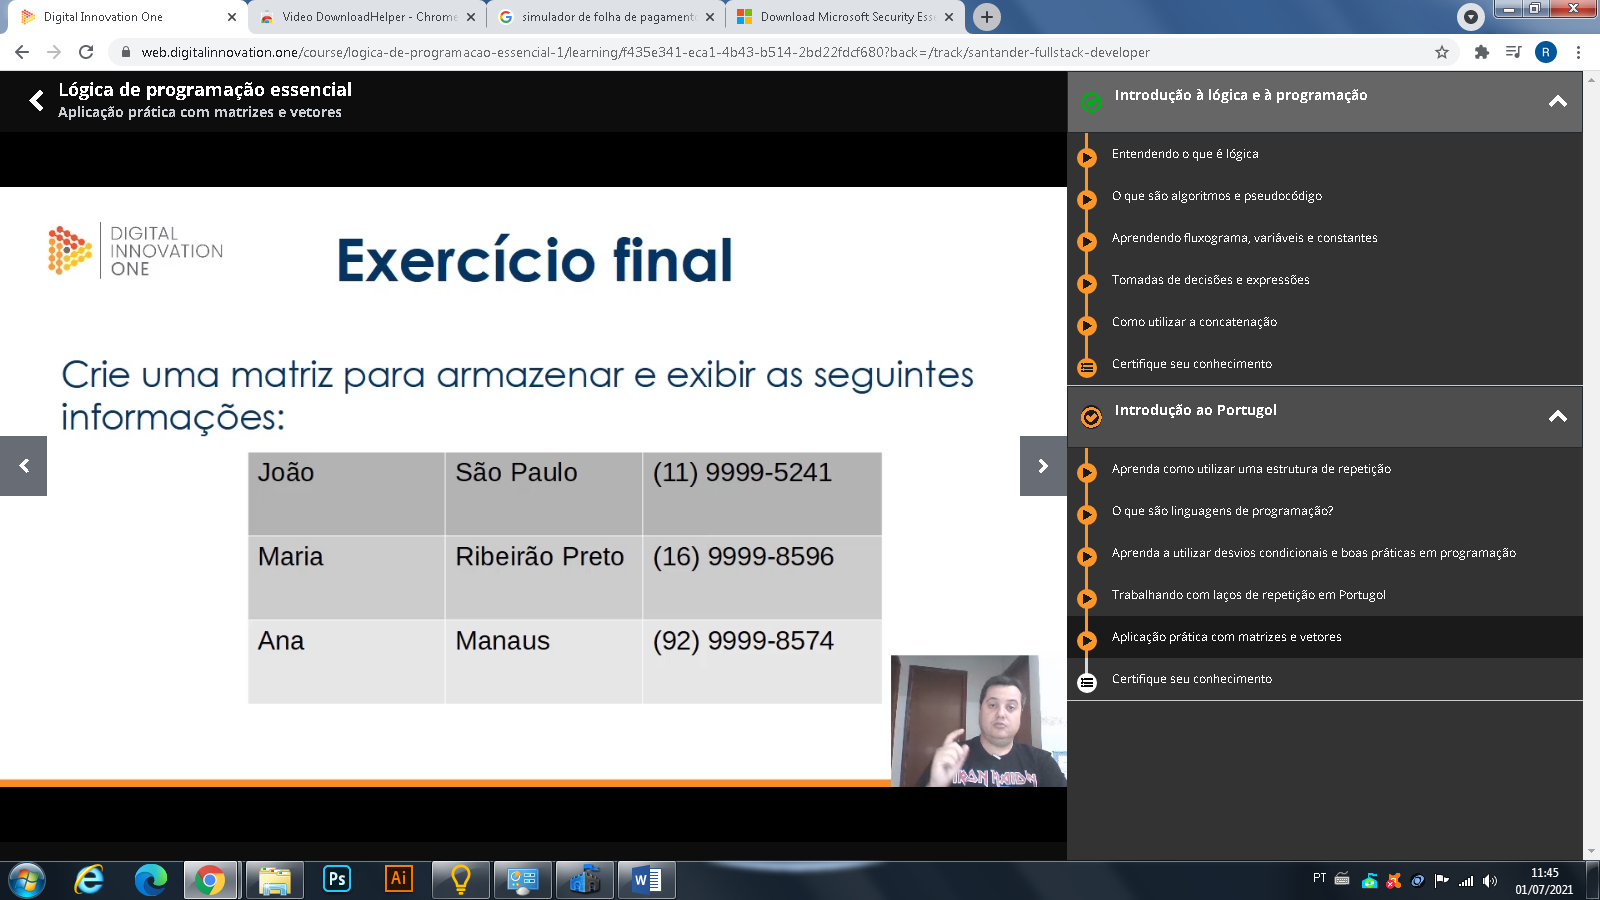 Digital Innovation One
Video DownloadHelper - Chrome
simulador de folha de pagament
Download Microsoft Security Ess
web.digitalinnovation.one/course/logica-de-programacao-essencial-1/learning/f435e341-eca1-4b43-b514-2bd22fdcf680?back=/track/santander-fullstack-developer
R
Lógica de programação essencial
Aplicação prática com matrizes e vetores
DIGITAL
INNOVATION
ONE
Exercício final
Crie uma matriz para armazenar e exibir as seguintes
informações:
João São Paulo (11) 9999-5241
Maria Ribeirão Preto (16) 9999-8596
Ana Manaus (92) 9999-8574
IRON MAIDEN
Introdução à lógica e à programação
Entendendo o que é lógica
O que são algoritmos e pseudocódigo
Aprendendo fluxograma, variáveis e constantes
Tomadas de decisões e expressões
Como utilizar a concatenação
Certifique seu conhecimento
Introdução ao Portugol
Aprenda como utilizar uma estrutura de repetição
O que são linguagens de programação?
Aprenda a utilizar desvios condicionais e boas práticas em programação
Trabalhando com laços de repetição em Portugol
Aplicação prática com matrizes e vetores
Certifique seu conhecimento
Ps
Ai
W
PT
11:45
01/07/2021